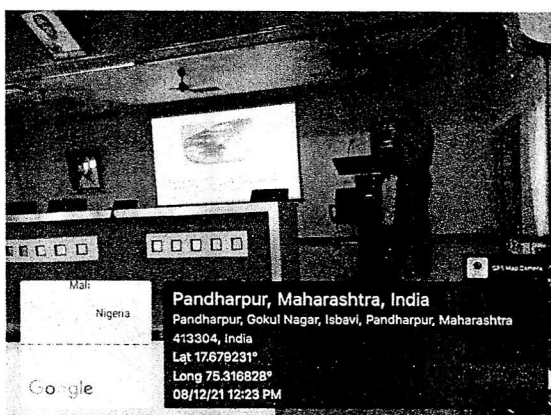 GPS Map Camera
Mali
Nigeria
Google
Pandharpur, Maharashtra, India
Pandharpur, Gokul Nagar, Isbavi, Pandharpur, Maharashtra
413304, India
Lat 17.679231°
Long 75.316828°
08/12/21 12:23 PM